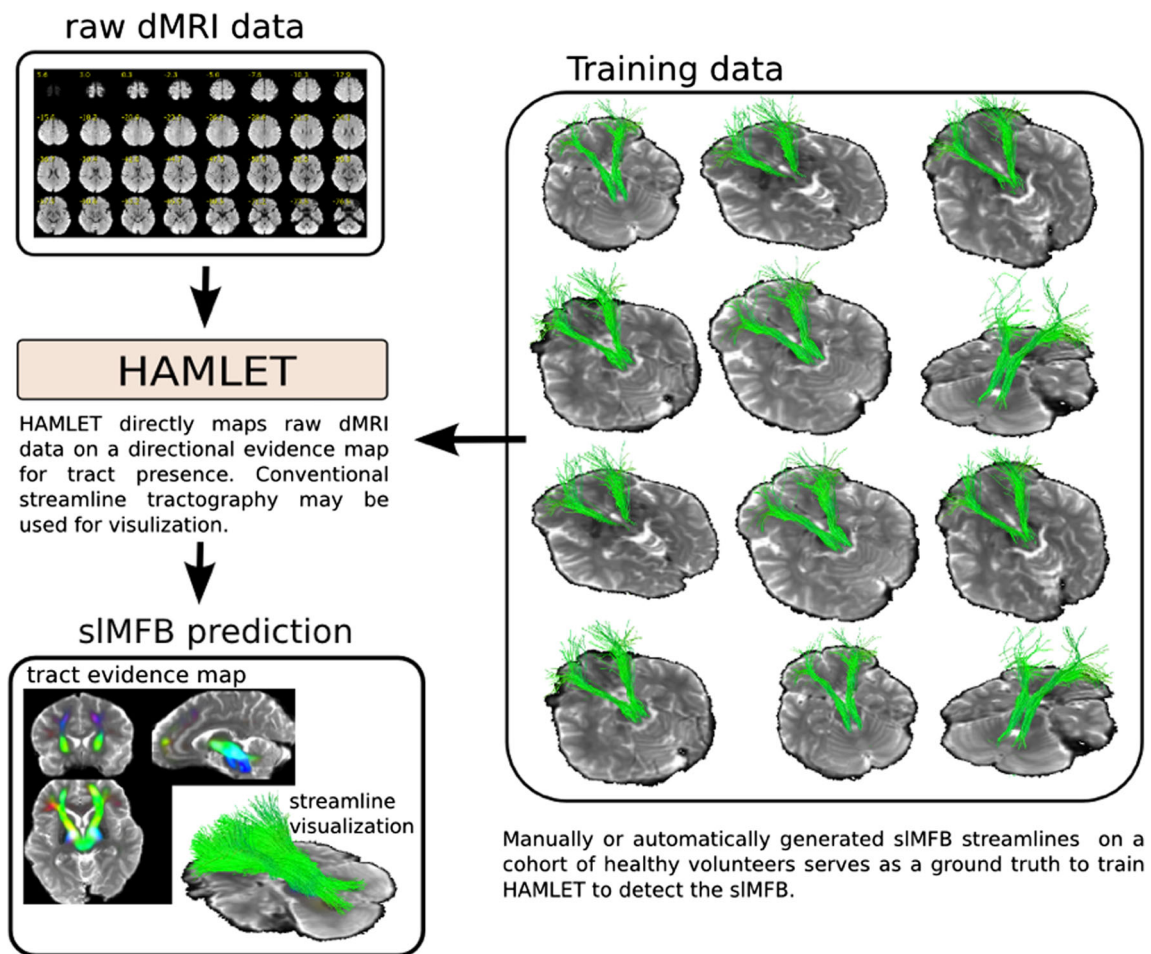 raw dMRI data
HAMLET
HAMLET directly maps raw dMRI
data on a directional evidence map
for tract presence. Conventional
streamline tractography may be
used for visulization.
slMFB prediction
tract evidence map
streamline
visualization
Training data
Manually or automatically generated slMFB streamlines on a
cohort of healthy volunteers serves as a ground truth to train
HAMLET to detect the slMFB.